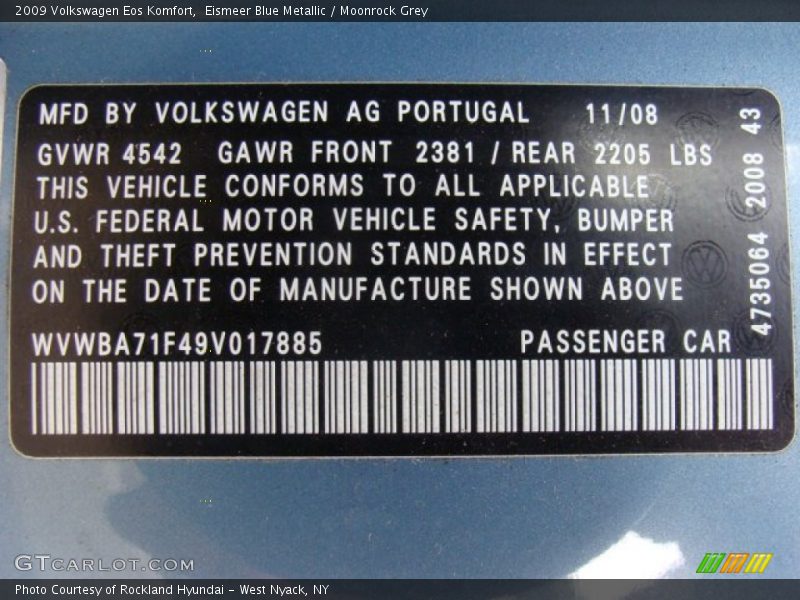 2009 Volkswagen Eos Komfort, Eismeer Blue Metallic / Moonrock Grey
MFD BY VOLKSWAGEN AG PORTUGAL 11/08
GVWR 4542 GAWR FRONT 2381 / REAR 2205 LBS
THIS VEHICLE CONFORMS TO ALL APPLICABLE
U.S. FEDERAL MOTOR VEHICLE SAFETY, BUMPER
AND THEFT PREVENTION STANDARDS IN EFFECT
ON THE DATE OF MANUFACTURE SHOWN ABOVE
WVWBA71F49V017885 PASSENGER CAR
4735064 2008 43
GTCARLOT.COM
Photo Courtesy of Rockland Hyundai - West Nyack, NY